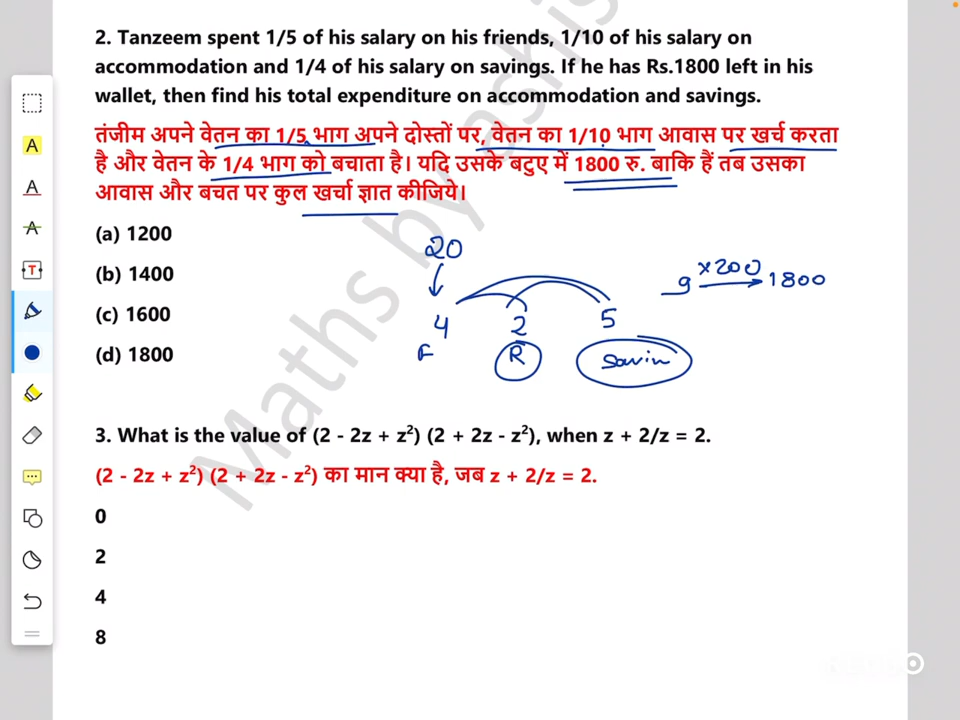 2. Tanzeem spent 1/5 of his salary on his friends, 1/10 of his salary on
accommodation and 1/4 of his salary on savings. If he has Rs.1800 left in his
wallet, then find his total expenditure on accommodation and savings.
तंजीम अपने वेतन का 1/5 भाग अपने दोस्तों पर, वेतन का 1/10 भाग आवास पर खर्च करता
है और वेतन के 1/4 भाग को बचाता है। यदि उसके बटुए में 1800 रु. बाकि हैं तब उसका
आवास और बचत पर कुल खर्चा ज्ञात कीजिये।
(a) 1200
(b) 1400
(c) 1600
(d) 1800
20
9 ×200 1800
4 2 5
F R Savin
3. What is the value of (2 - 2z + z²) (2 + 2z - z²), when z + 2/z = 2.
(2 - 2z + z²) (2 + 2z - z²) का मान क्या है, जब z + 2/z = 2.
0
2
4
8
Maths by ashis
A
A
A
T